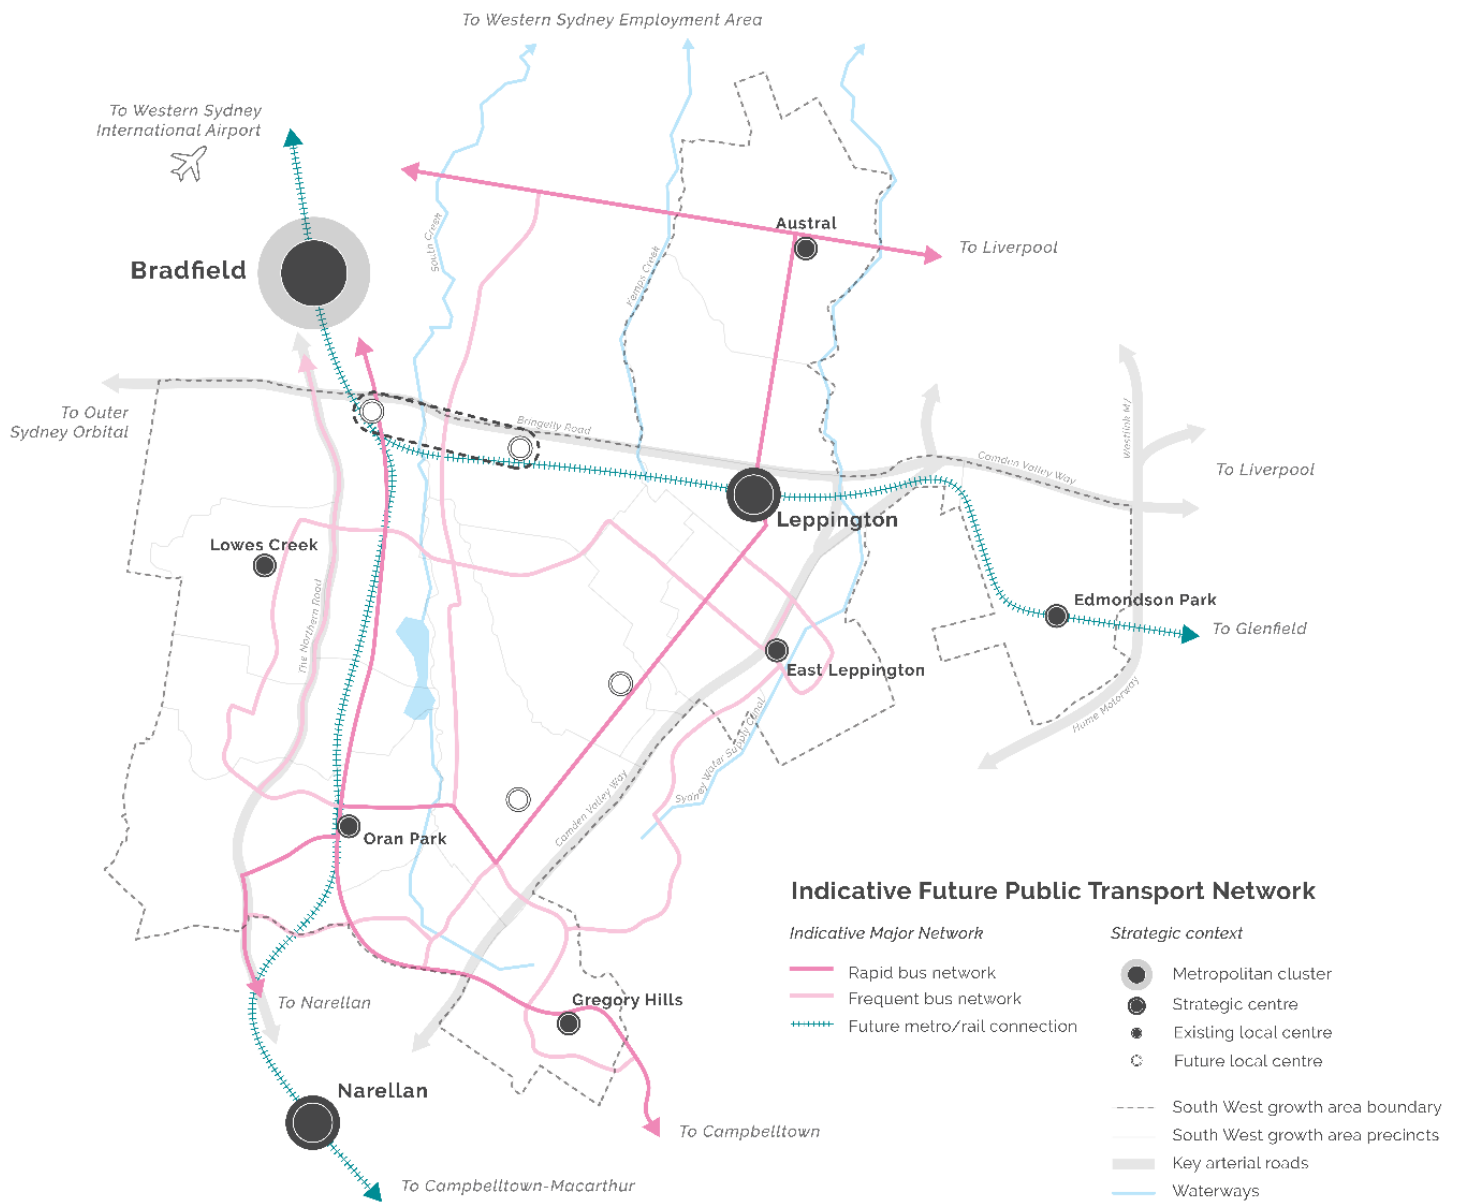 To Western Sydney Employment Area
To Western Sydney
International Airport
South Creek
Kemps Creek
Austral
To Liverpool
Bradfield
To Outer
Sydney Orbital
Bringelly Road
Westlink M7
Camden Valley Way
To Liverpool
Leppington
Lowes Creek
The Northern Road
Edmondson Park
To Glenfield
East Leppington
Hume Motorway
Sydney Water Supply Canal
Camden Valley Way
Oran Park
To Narellan
Gregory Hills
Narellan
To Campbelltown
To Campbelltown-Macarthur
Indicative Future Public Transport Network
Indicative Major Network
Rapid bus network
Frequent bus network
Future metro/rail connection
Strategic context
Metropolitan cluster
Strategic centre
Existing local centre
Future local centre
South West growth area boundary
South West growth area precincts
Key arterial roads
Waterways